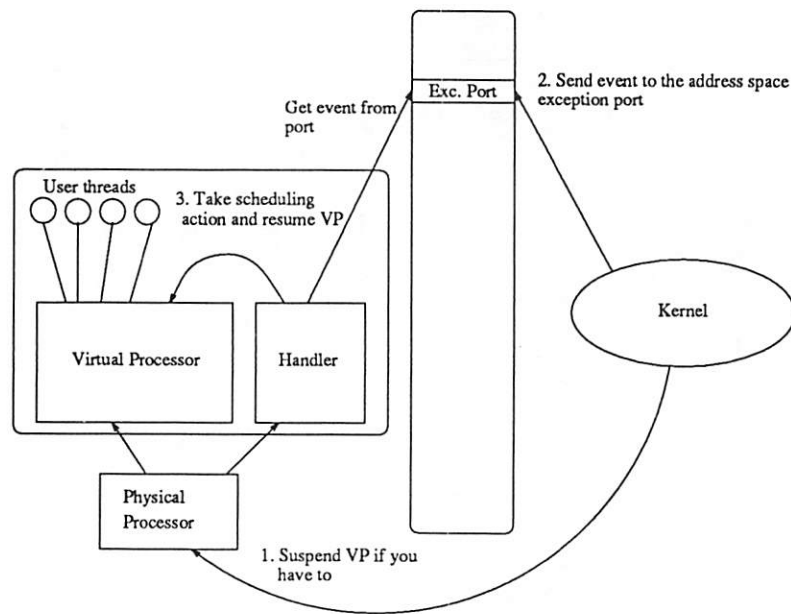 Exc. Port
2. Send event to the address space
exception port
Get event from
port
User threads
3. Take scheduling
action and resume VP
Kernel
Virtual Processor
Handler
Physical
Processor
1. Suspend VP if you
have to